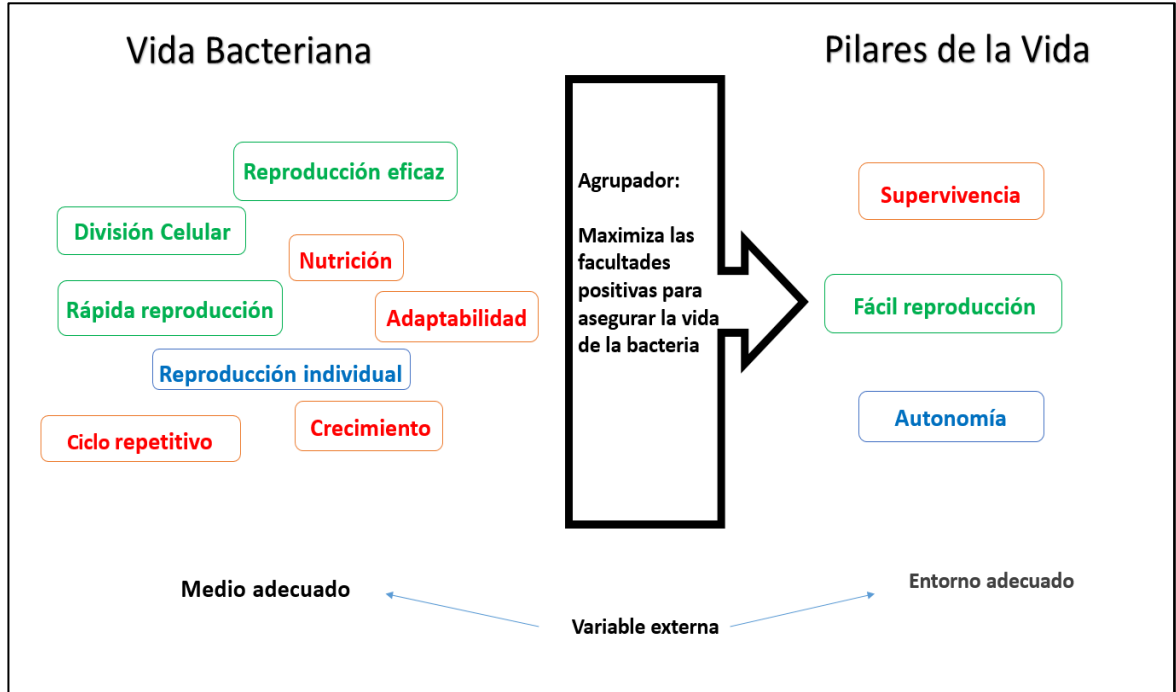 Vida Bacteriana
Pilares de la Vida
Reproducción eficaz
División Celular
Nutrición
Rápida reproducción
Adaptabilidad
Reproducción individual
Ciclo repetitivo
Crecimiento
Agrupador:
Maximiza las
facultades
positivas para
asegurar la vida
de la bacteria
Supervivencia
Fácil reproducción
Autonomía
Medio adecuado
Variable externa
Entorno adecuado